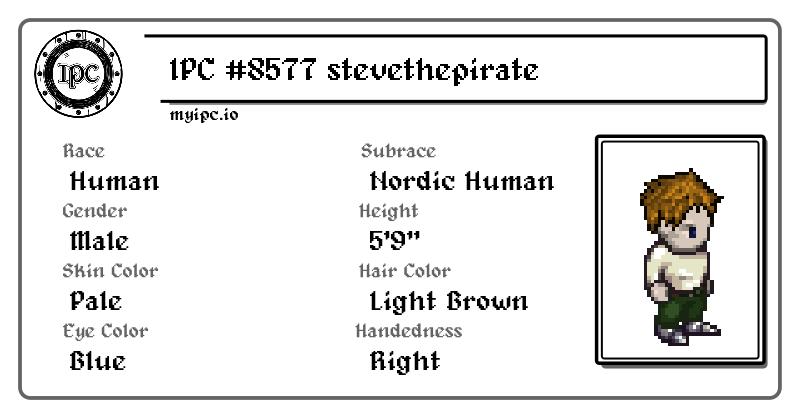 IPC
IPC #8577 stevethepirate
myipc.io
Race
Subrace
Human
Nordic Human
Gender
Height
Male
5'9"
Skin Color
Hair Color
Pale
Light Brown
Eye Color
Handedness
Blue
Right